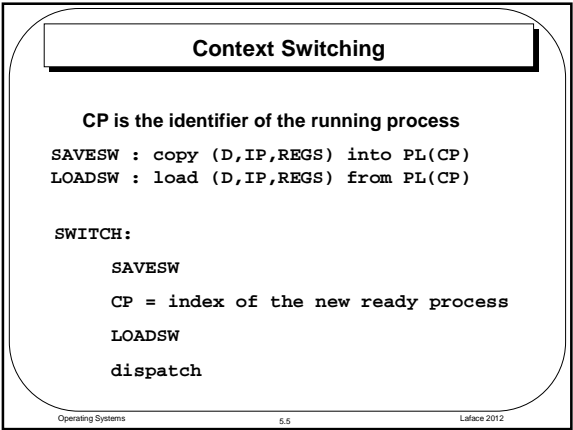 Context Switching
CP is the identifier of the running process
SAVESW : copy (D,IP,REGS) into PL(CP)
LOADSW : load (D,IP,REGS) from PL(CP)
SWITCH:
SAVESW
CP = index of the new ready process
LOADSW
dispatch
Operating Systems 5.5 Laface 2012